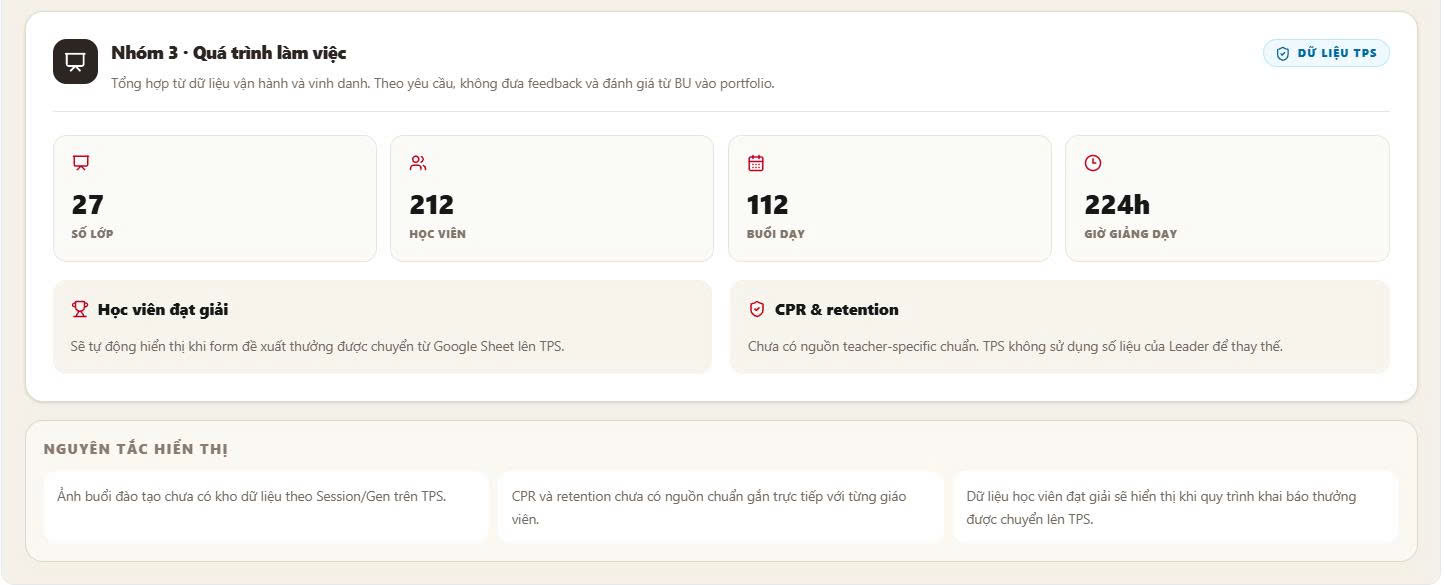 Nhóm 3 · Quá trình làm việc
DỮ LIỆU TPS
Tổng hợp từ dữ liệu vận hành và vinh danh. Theo yêu cầu, không đưa feedback và đánh giá từ BU vào portfolio.
27
SỐ LỚP
212
HỌC VIÊN
112
BUỔI DẠY
224h
GIỜ GIẢNG DẠY
Học viên đạt giải
Sẽ tự động hiển thị khi form đề xuất thưởng được chuyển từ Google Sheet lên TPS.
CPR & retention
Chưa có nguồn teacher-specific chuẩn. TPS không sử dụng số liệu của Leader để thay thế.
NGUYÊN TẮC HIỂN THỊ
Ảnh buổi đào tạo chưa có kho dữ liệu theo Session/Gen trên TPS.
CPR và retention chưa có nguồn chuẩn gắn trực tiếp với từng giáo
viên.
Dữ liệu học viên đạt giải sẽ hiển thị khi quy trình khai báo thưởng
được chuyển lên TPS.